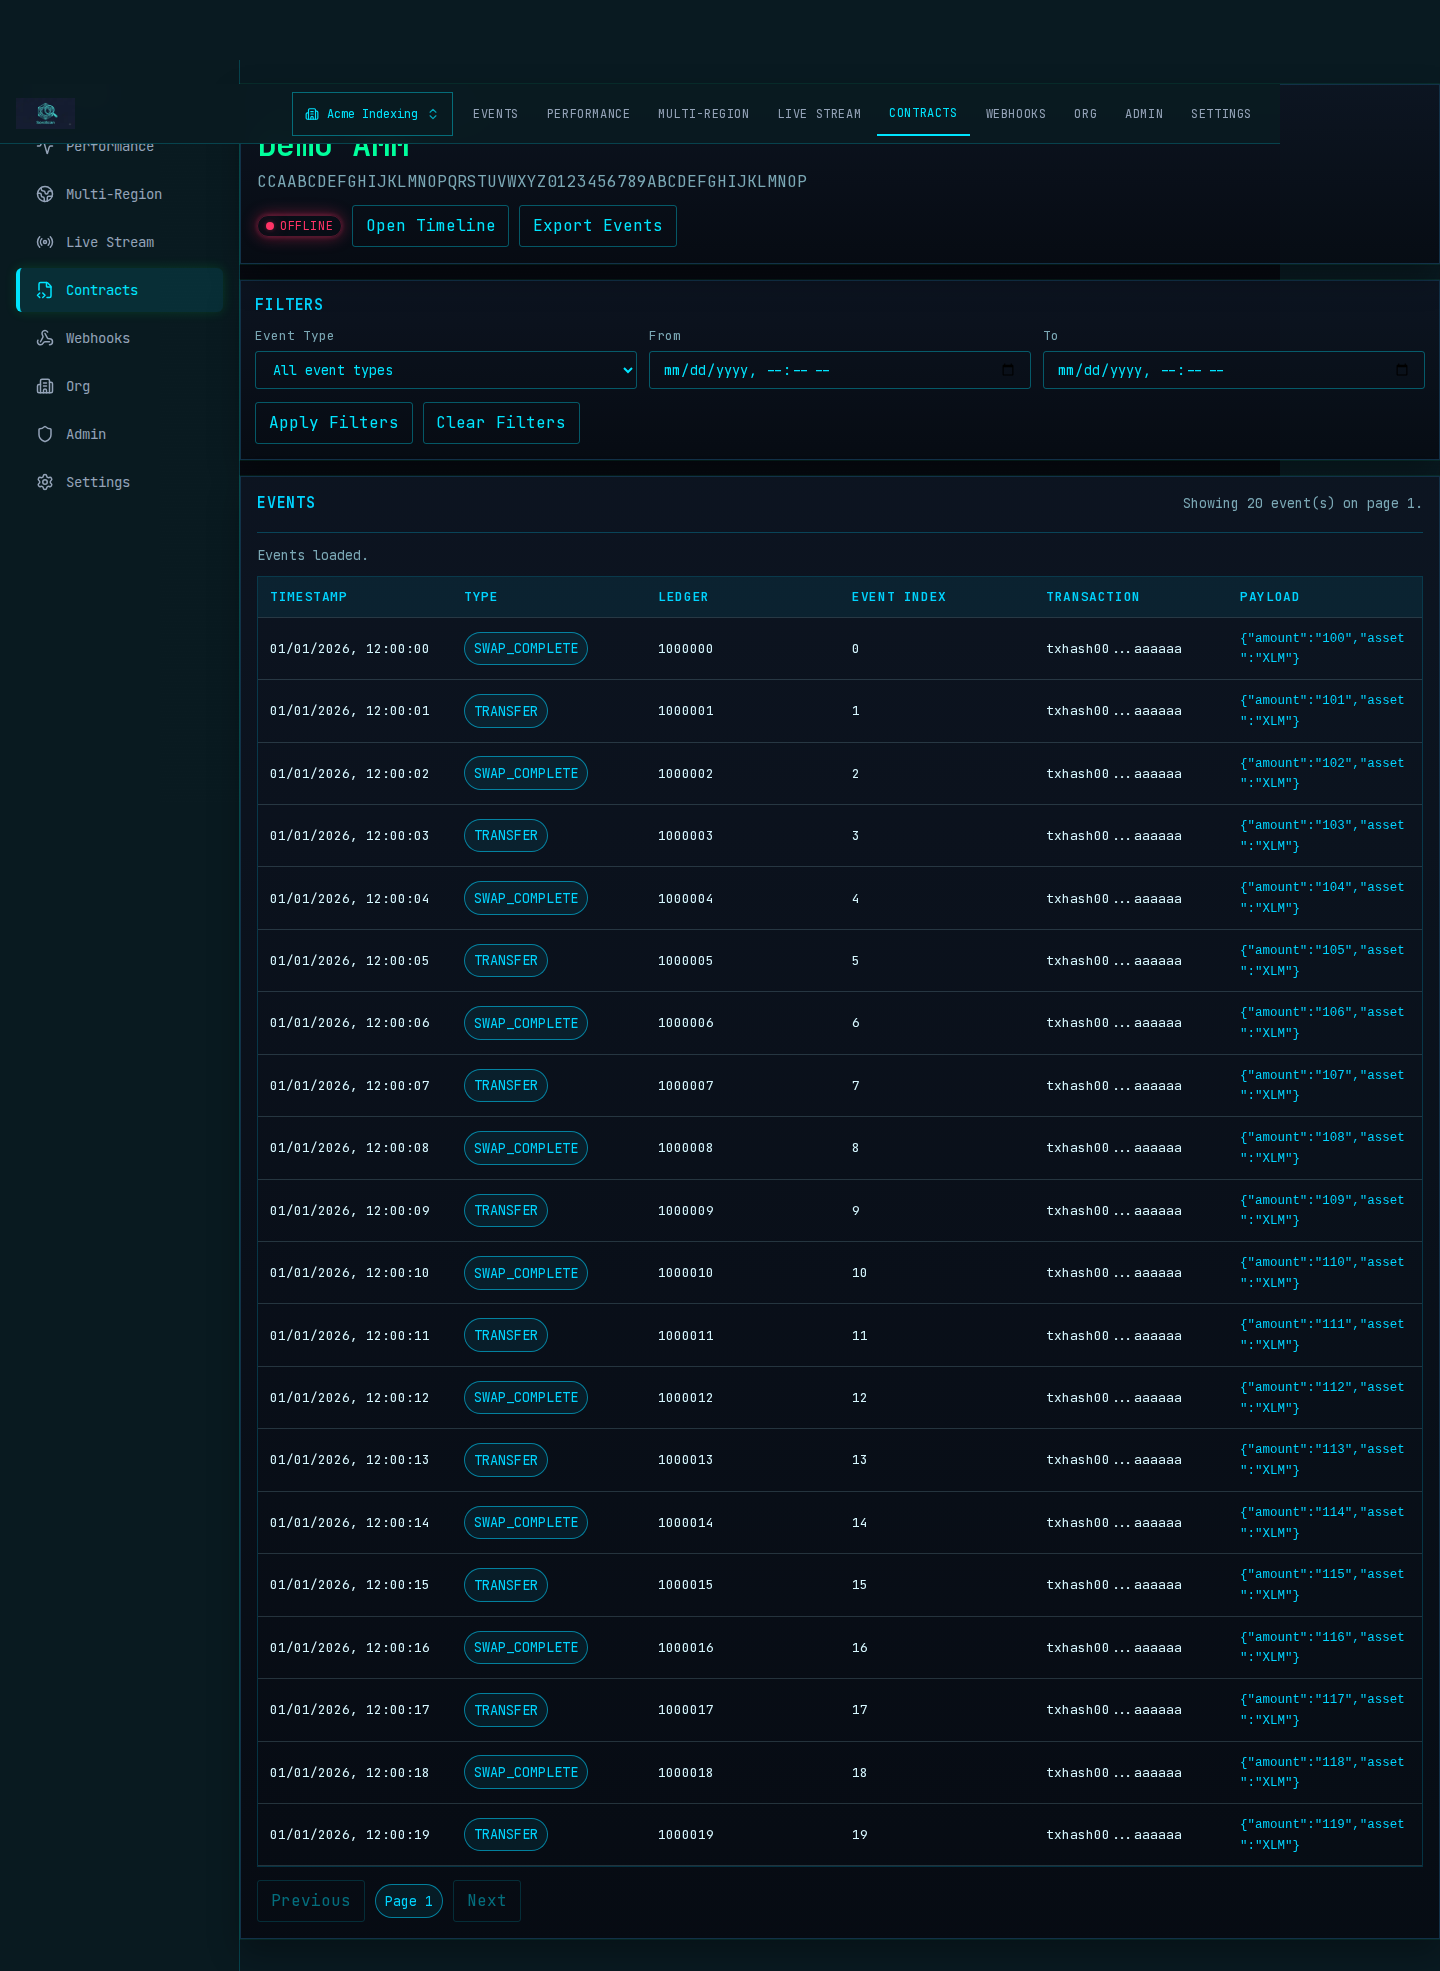 Acme Indexing
EVENTS
PERFORMANCE
MULTI-REGION
LIVE STREAM
CONTRACTS
WEBHOOKS
ORG
ADMIN
SETTINGS
Performance
Multi-Region
Live Stream
Contracts
Webhooks
Org
Admin
Settings
Demo AMM
CCAABCDEFGHIJKLMNOPQRSTUVWXYZ0123456789ABCDEFGHIJKLMNOP
OFFLINE
Open Timeline
Export Events
FILTERS
Event Type
From
To
All event types
mm/dd/yyyy, --:-- --
mm/dd/yyyy, --:-- --
Apply Filters
Clear Filters
EVENTS
Showing 20 event(s) on page 1.
Events loaded.
TIMESTAMP TYPE LEDGER EVENT INDEX TRANSACTION PAYLOAD
01/01/2026, 12:00:00 SWAP_COMPLETE 1000000 0 txhash00...aaaaaa {"amount":"100","asset
":"XLM"}
01/01/2026, 12:00:01 TRANSFER 1000001 1 txhash00...aaaaaa {"amount":"101","asset
":"XLM"}
01/01/2026, 12:00:02 SWAP_COMPLETE 1000002 2 txhash00...aaaaaa {"amount":"102","asset
":"XLM"}
01/01/2026, 12:00:03 TRANSFER 1000003 3 txhash00...aaaaaa {"amount":"103","asset
":"XLM"}
01/01/2026, 12:00:04 SWAP_COMPLETE 1000004 4 txhash00...aaaaaa {"amount":"104","asset
":"XLM"}
01/01/2026, 12:00:05 TRANSFER 1000005 5 txhash00...aaaaaa {"amount":"105","asset
":"XLM"}
01/01/2026, 12:00:06 SWAP_COMPLETE 1000006 6 txhash00...aaaaaa {"amount":"106","asset
":"XLM"}
01/01/2026, 12:00:07 TRANSFER 1000007 7 txhash00...aaaaaa {"amount":"107","asset
":"XLM"}
01/01/2026, 12:00:08 SWAP_COMPLETE 1000008 8 txhash00...aaaaaa {"amount":"108","asset
":"XLM"}
01/01/2026, 12:00:09 TRANSFER 1000009 9 txhash00...aaaaaa {"amount":"109","asset
":"XLM"}
01/01/2026, 12:00:10 SWAP_COMPLETE 1000010 10 txhash00...aaaaaa {"amount":"110","asset
":"XLM"}
01/01/2026, 12:00:11 TRANSFER 1000011 11 txhash00...aaaaaa {"amount":"111","asset
":"XLM"}
01/01/2026, 12:00:12 SWAP_COMPLETE 1000012 12 txhash00...aaaaaa {"amount":"112","asset
":"XLM"}
01/01/2026, 12:00:13 TRANSFER 1000013 13 txhash00...aaaaaa {"amount":"113","asset
":"XLM"}
01/01/2026, 12:00:14 SWAP_COMPLETE 1000014 14 txhash00...aaaaaa {"amount":"114","asset
":"XLM"}
01/01/2026, 12:00:15 TRANSFER 1000015 15 txhash00...aaaaaa {"amount":"115","asset
":"XLM"}
01/01/2026, 12:00:16 SWAP_COMPLETE 1000016 16 txhash00...aaaaaa {"amount":"116","asset
":"XLM"}
01/01/2026, 12:00:17 TRANSFER 1000017 17 txhash00...aaaaaa {"amount":"117","asset
":"XLM"}
01/01/2026, 12:00:18 SWAP_COMPLETE 1000018 18 txhash00...aaaaaa {"amount":"118","asset
":"XLM"}
01/01/2026, 12:00:19 TRANSFER 1000019 19 txhash00...aaaaaa {"amount":"119","asset
":"XLM"}
Previous
Page 1
Next